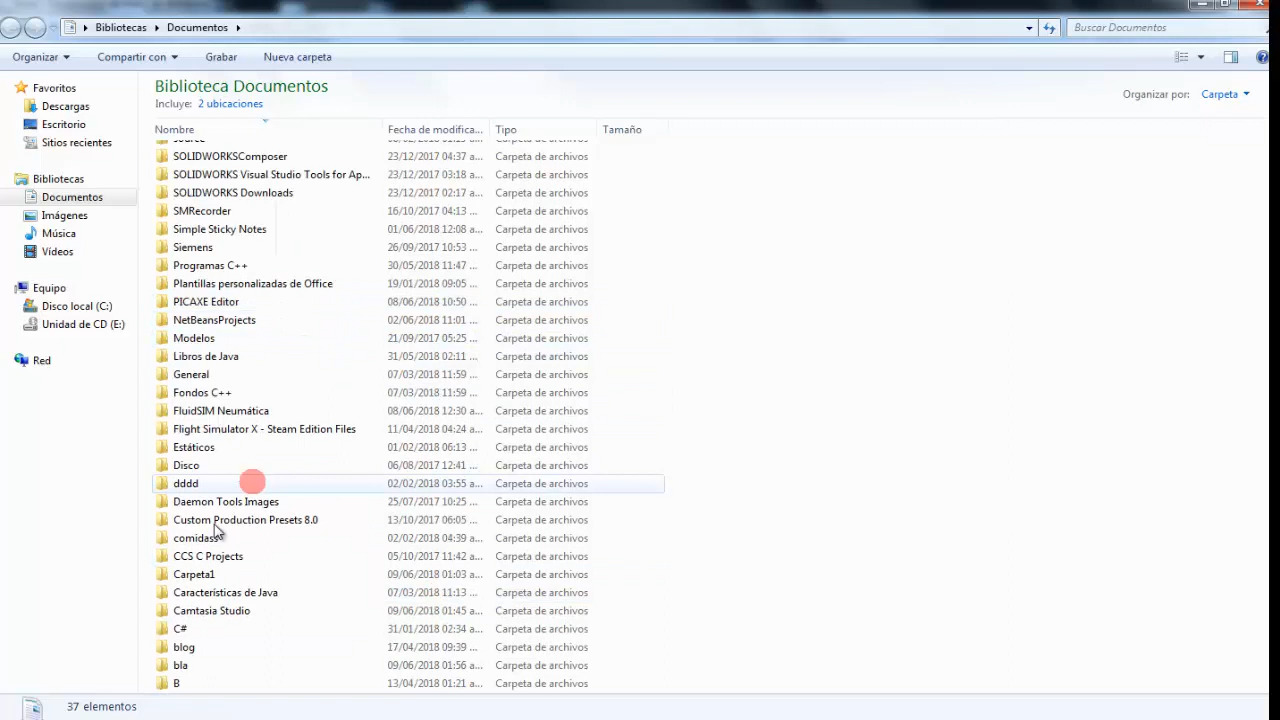 Bibliotecas Documentos
Buscar Documentos
Organizar Compartir con Grabar Nueva carpeta
Favoritos
Descargas
Escritorio
Sitios recientes
Bibliotecas
Documentos
Imágenes
Música
Vídeos
Equipo
Disco local (C:)
Unidad de CD (E:)
Red
Biblioteca Documentos
Incluye: 2 ubicaciones
Organizar por: Carpeta
Nombre Fecha de modifica... Tipo Tamaño
SOLIDWORKSComposer 23/12/2017 04:37 a... Carpeta de archivos
SOLIDWORKS Visual Studio Tools for Ap... 23/12/2017 03:18 a... Carpeta de archivos
SOLIDWORKS Downloads 23/12/2017 02:17 a... Carpeta de archivos
SMRecorder 16/10/2017 04:13 ... Carpeta de archivos
Simple Sticky Notes 01/06/2018 12:08 a... Carpeta de archivos
Siemens 26/09/2017 10:53 ... Carpeta de archivos
Programas C++ 30/05/2018 11:47 ... Carpeta de archivos
Plantillas personalizadas de Office 19/01/2018 09:05 ... Carpeta de archivos
PICAXE Editor 08/06/2018 10:50 ... Carpeta de archivos
NetBeansProjects 02/06/2018 11:01 ... Carpeta de archivos
Modelos 21/09/2017 05:25 ... Carpeta de archivos
Libros de Java 31/05/2018 02:11 ... Carpeta de archivos
General 07/03/2018 11:59 ... Carpeta de archivos
Fondos C++ 07/03/2018 11:59 ... Carpeta de archivos
FluidSIM Neumática 08/06/2018 12:30 a... Carpeta de archivos
Flight Simulator X - Steam Edition Files 11/04/2018 04:24 a... Carpeta de archivos
Estáticos 01/02/2018 06:13 ... Carpeta de archivos
Disco 06/08/2017 12:41 ... Carpeta de archivos
dddd 02/02/2018 03:55 a... Carpeta de archivos
Daemon Tools Images 25/07/2017 10:25 ... Carpeta de archivos
Custom Production Presets 8.0 13/10/2017 06:05 ... Carpeta de archivos
comidass 02/02/2018 04:39 a... Carpeta de archivos
CCS C Projects 05/10/2017 11:42 a... Carpeta de archivos
Carpeta1 09/06/2018 01:03 a... Carpeta de archivos
Características de Java 07/03/2018 11:13 ... Carpeta de archivos
Camtasia Studio 09/06/2018 01:45 a... Carpeta de archivos
C# 31/01/2018 02:34 a... Carpeta de archivos
blog 17/04/2018 09:39 ... Carpeta de archivos
bla 09/06/2018 01:56 a... Carpeta de archivos
B 13/04/2018 01:21 a... Carpeta de archivos
37 elementos